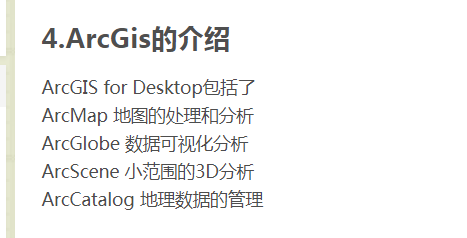 4.ArcGis的介绍
ArcGIS for Desktop包括了
ArcMap 地图的处理和分析
ArcGlobe 数据可视化分析
ArcScene 小范围的3D分析
ArcCatalog 地理数据的管理